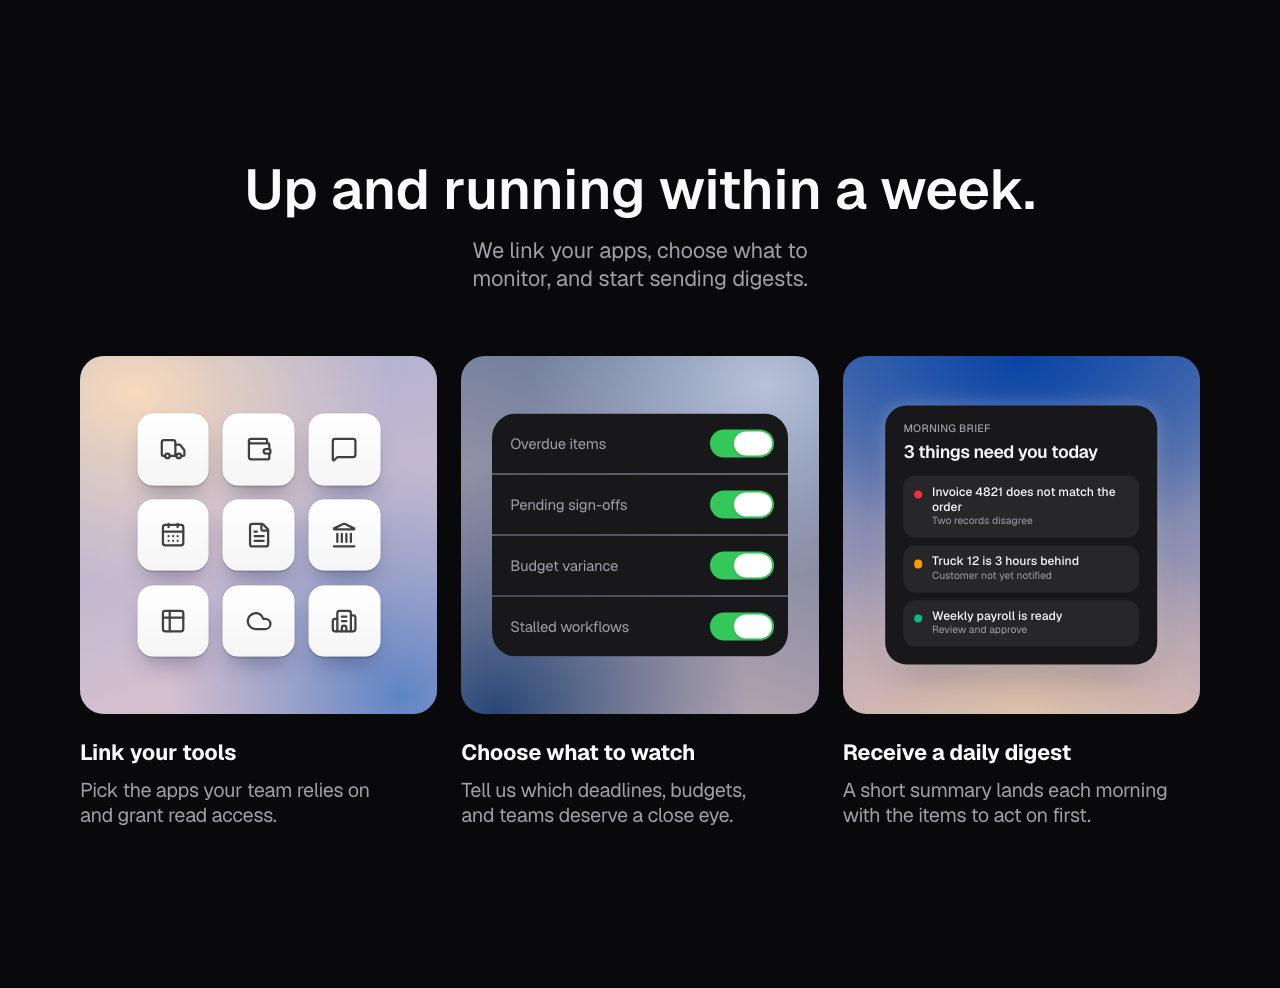 Up and running within a week.
We link your apps, choose what to
monitor, and start sending digests.
Overdue items
Pending sign-offs
Budget variance
Stalled workflows
MORNING BRIEF
3 things need you today
Invoice 4821 does not match the
order
Two records disagree
Truck 12 is 3 hours behind
Customer not yet notified
Weekly payroll is ready
Review and approve
Link your tools
Pick the apps your team relies on
and grant read access.
Choose what to watch
Tell us which deadlines, budgets,
and teams deserve a close eye.
Receive a daily digest
A short summary lands each morning
with the items to act on first.